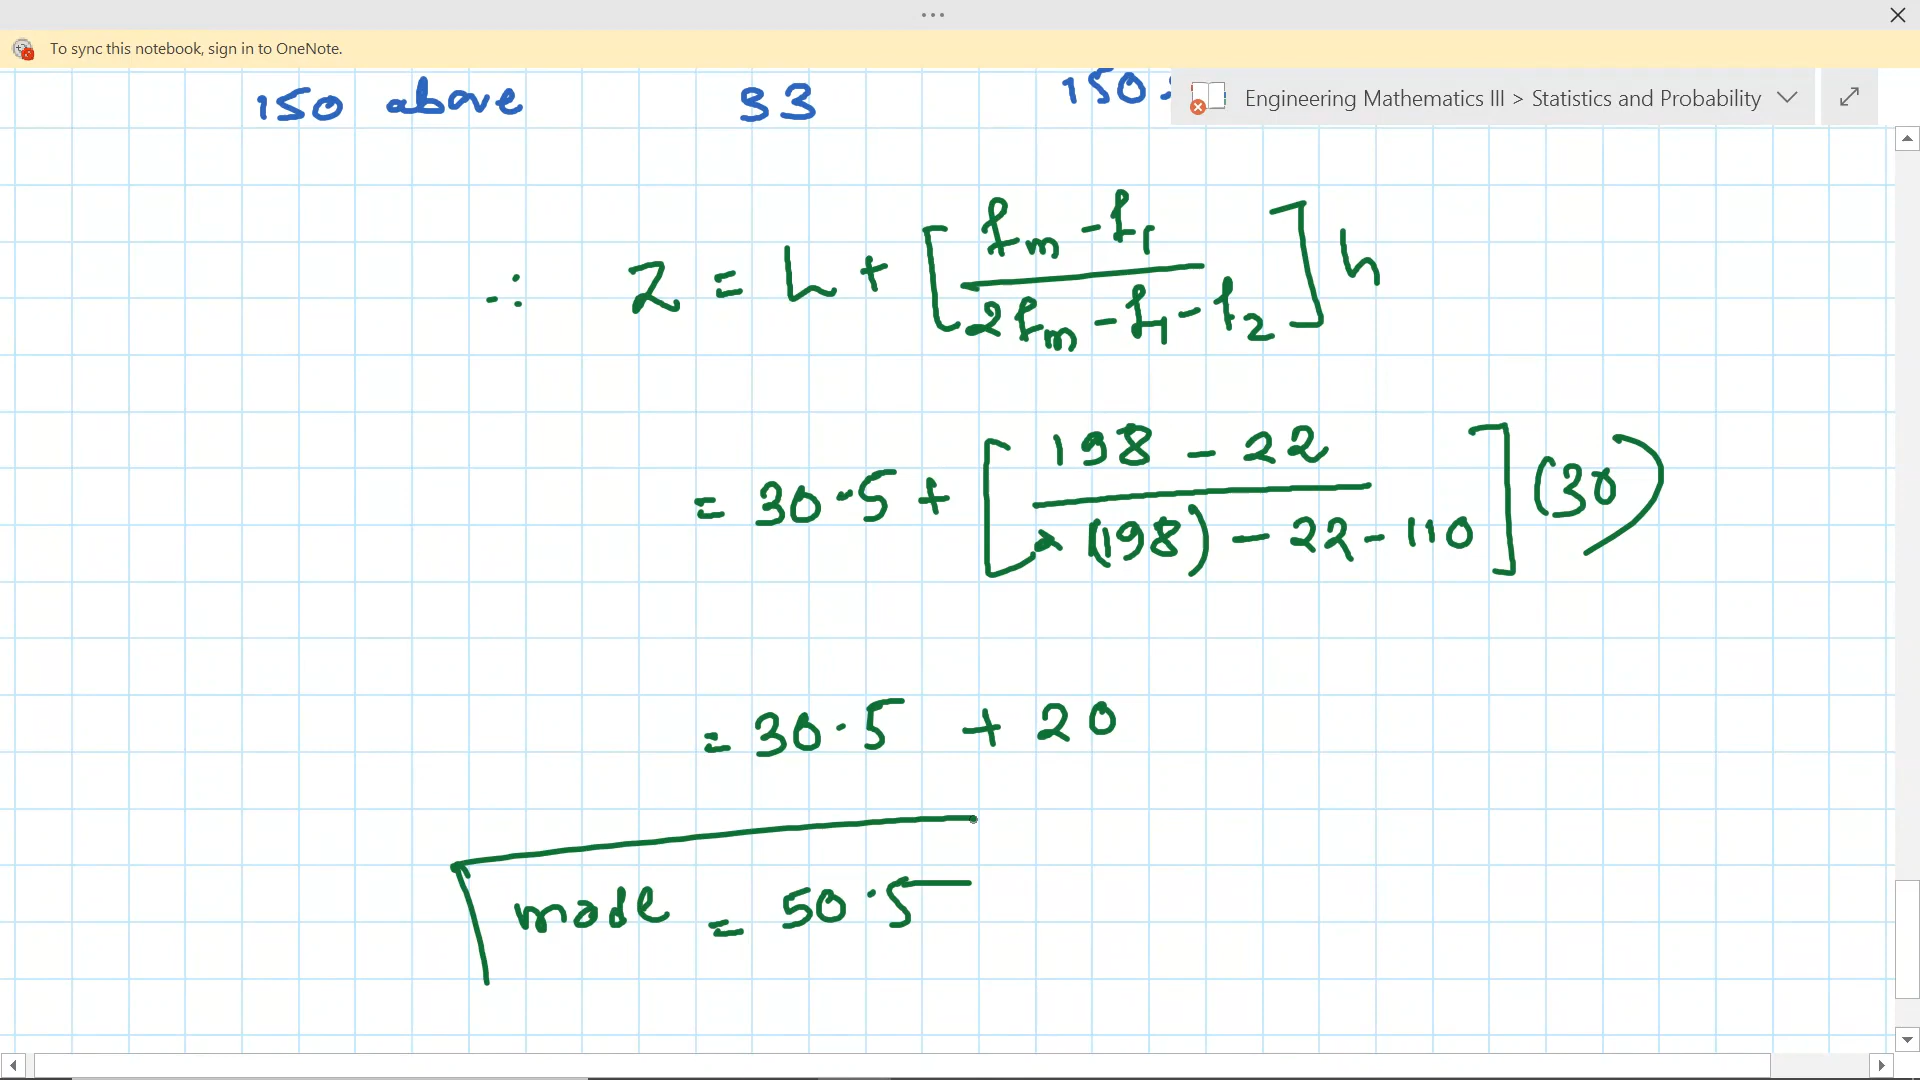 To sync this notebook, sign in to OneNote.
150 above 33 150
Engineering Mathematics III > Statistics and Probability
∴ Z = L + [ fm - f1 / 2fm - f1 - f2 ] h
= 30.5 + [ 198 - 22 / 2(198) - 22 - 110 ] (30)
= 30.5 + 20
mode = 50.5